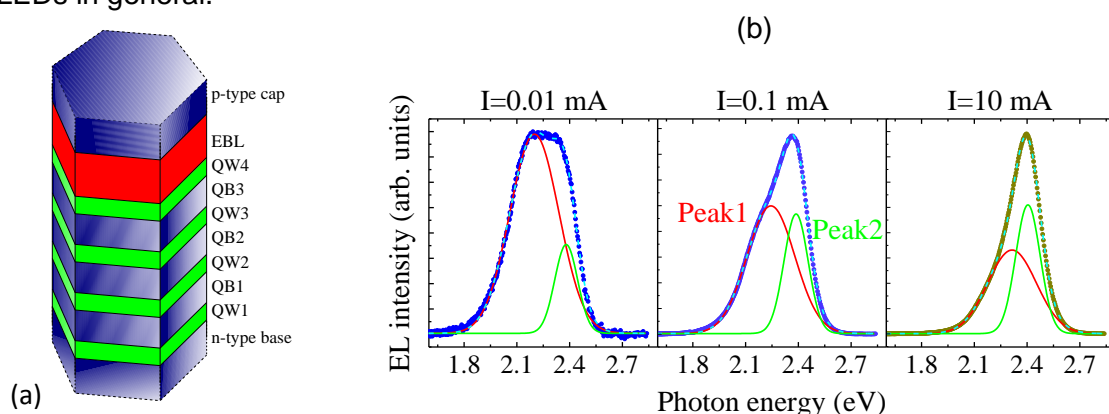 LEDs in general.
(a)
p-type cap
EBL
QW4
QB3
QW3
QB2
QW2
QB1
QW1
n-type base
(b)
I=0.01 mA
I=0.1 mA
I=10 mA
EL intensity (arb. units)
Peak1
Peak2
1.8 2.1 2.4 2.7
1.8 2.1 2.4 2.7
1.8 2.1 2.4 2.7
Photon energy (eV)